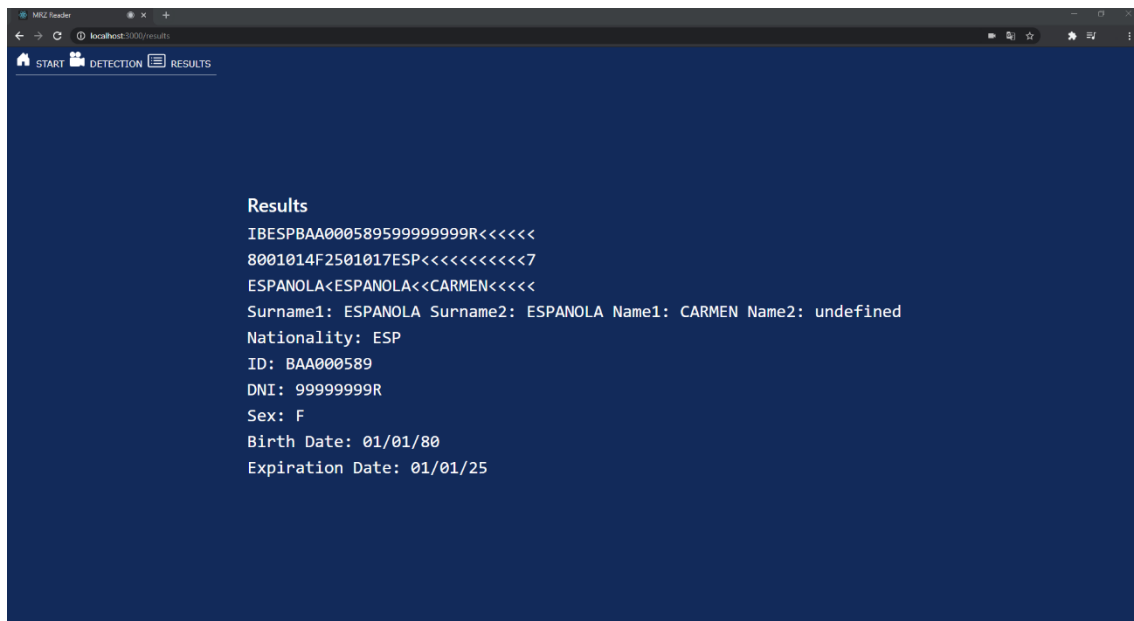 MRZ Reader
localhost:3000/results
START DETECTION RESULTS
Results
IBESPBAA000589599999999R<<<<<<
8001014F2501017ESP<<<<<<<<<<<7
ESPANOLA<ESPANOLA<<CARMEN<<<<<
Surname1: ESPANOLA Surname2: ESPANOLA Name1: CARMEN Name2: undefined
Nationality: ESP
ID: BAA000589
DNI: 99999999R
Sex: F
Birth Date: 01/01/80
Expiration Date: 01/01/25